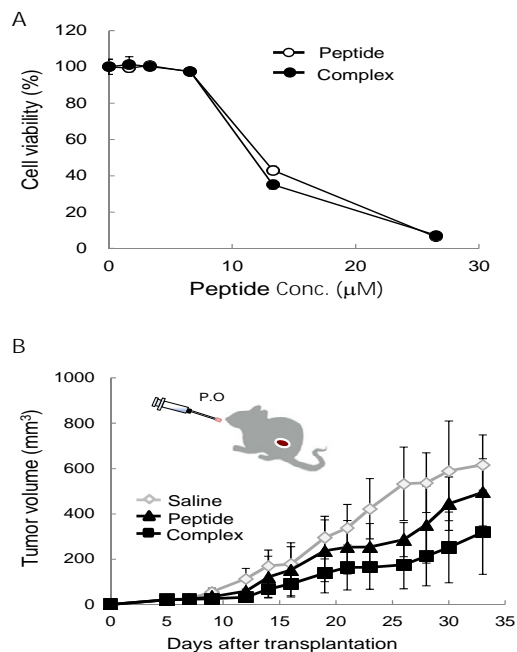 A
120
100
80
60
40
20
0
Cell viability (%)
Peptide
Complex
0
10
20
30
Peptide Conc. (μM)
B
1000
800
600
400
200
0
Tumor volume (mm³)
P.O
Saline
Peptide
Complex
0
5
10
15
20
25
30
35
Days after transplantation